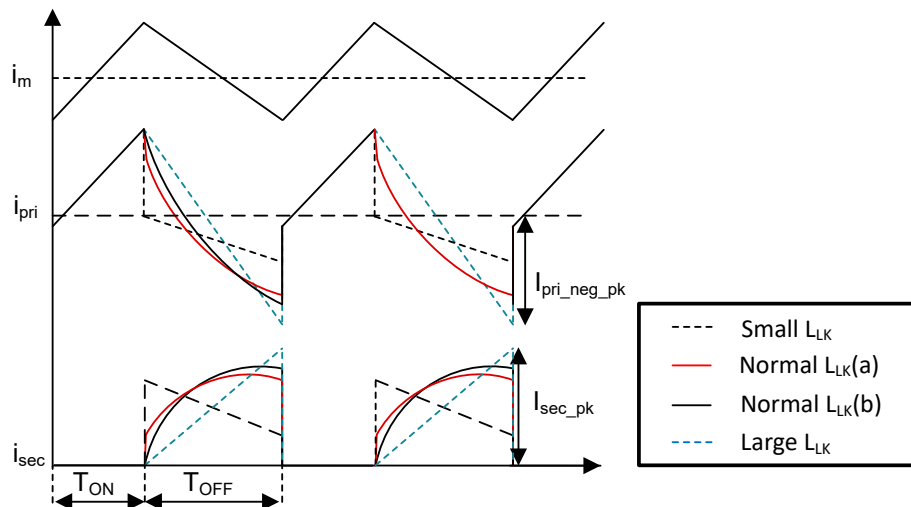 i_m
i_pri
I_pri_neg_pk
I_sec_pk
i_sec
T_ON
T_OFF
Small L_LK
Normal L_LK(a)
Normal L_LK(b)
Large L_LK